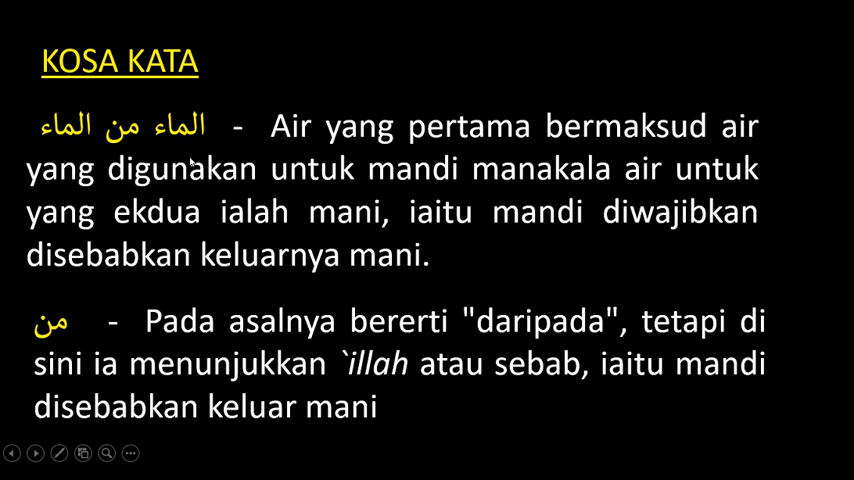 KOSA KATA
الماء من الماء - Air yang pertama bermaksud air
yang digunakan untuk mandi manakala air untuk
yang ekdua ialah mani, iaitu mandi diwajibkan
disebabkan keluarnya mani.
من - Pada asalnya bererti "daripada", tetapi di
sini ia menunjukkan `illah atau sebab, iaitu mandi
disebabkan keluar mani